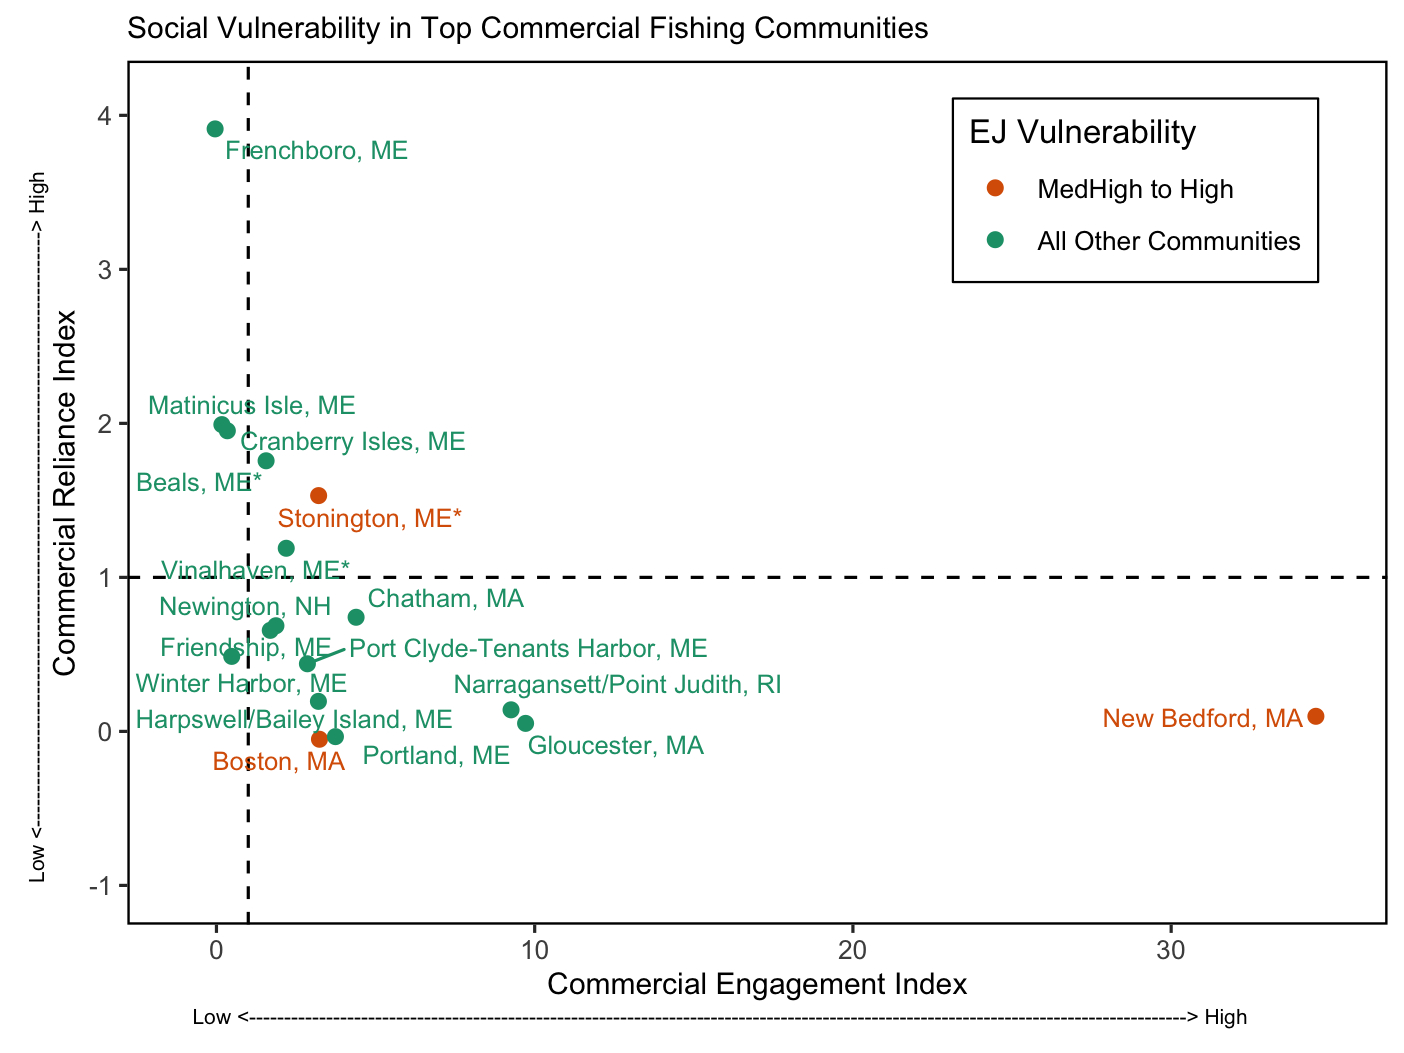 Social Vulnerability in Top Commercial Fishing Communities
EJ Vulnerability
MedHigh to High
All Other Communities
4
3
2
1
0
-1
Low <----------------------------------------------------------------------------------------> High
Commercial Reliance Index
Frenchboro, ME
Matinicus Isle, ME
Cranberry Isles, ME
Beals, ME*
Stonington, ME*
Vinalhaven, ME*
Chatham, MA
Newington, NH
Friendship, ME
Port Clyde-Tenants Harbor, ME
Winter Harbor, ME
Narragansett/Point Judith, RI
Harpswell/Bailey Island, ME
New Bedford, MA
Gloucester, MA
Portland, ME
Boston, MA
0
10
20
30
Commercial Engagement Index
Low <----------------------------------------------------------------------------------------------------------------------------------------> High